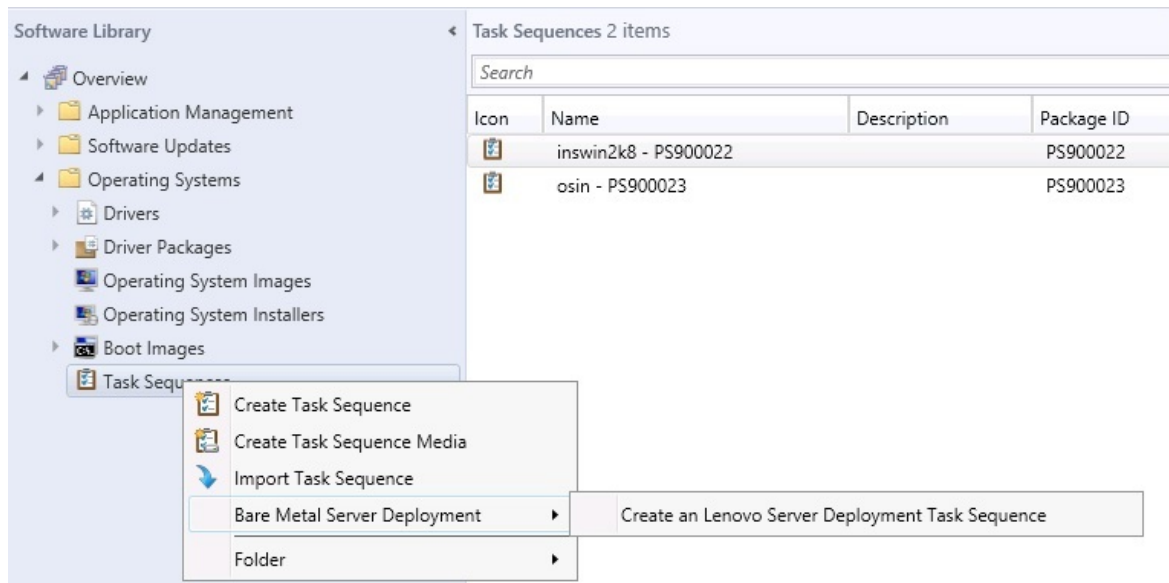 Software Library
Overview
Application Management
Software Updates
Operating Systems
Drivers
Driver Packages
Operating System Images
Operating System Installers
Boot Images
Task Sequences
Task Sequences 2 items
Search
Icon Name Description Package ID
inswin2k8 - PS900022 PS900022
osin - PS900023 PS900023
Create Task Sequence
Create Task Sequence Media
Import Task Sequence
Bare Metal Server Deployment
Folder
Create an Lenovo Server Deployment Task Sequence